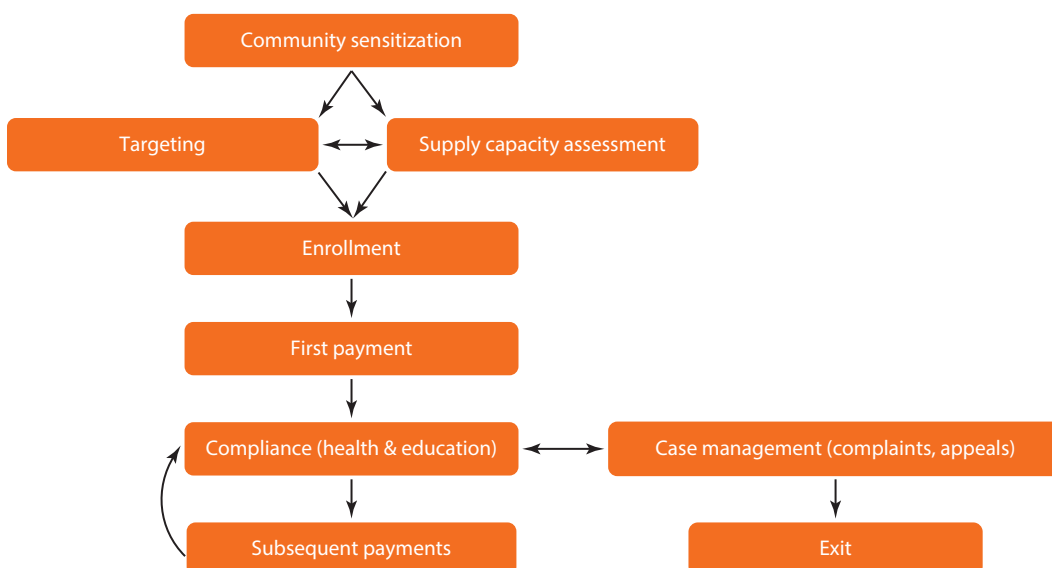 Community sensitization
Targeting
Supply capacity assessment
Enrollment
First payment
Compliance (health & education)
Case management (complaints, appeals)
Subsequent payments
Exit